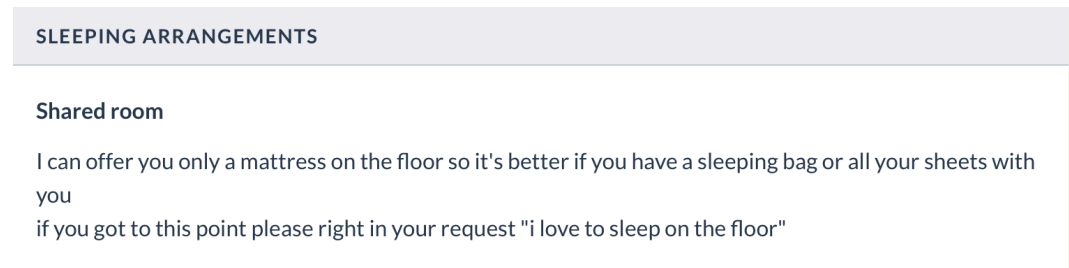 SLEEPING ARRANGEMENTS
Shared room
I can offer you only a mattress on the floor so it's better if you have a sleeping bag or all your sheets with
you
if you got to this point please right in your request "i love to sleep on the floor"